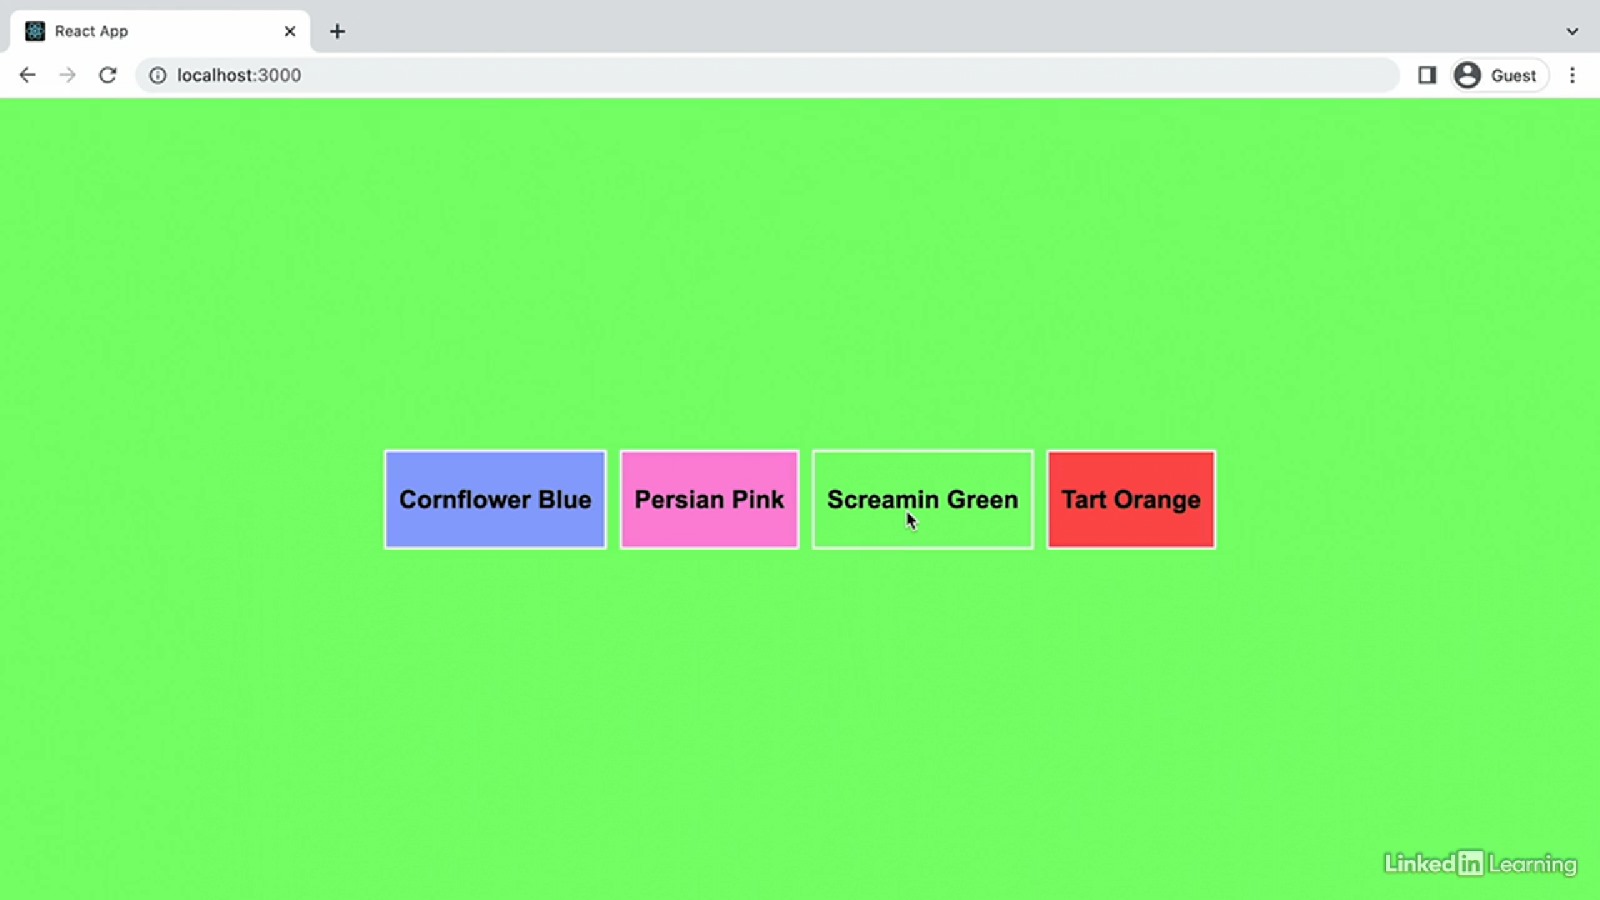 React App
localhost:3000
Guest
Cornflower Blue
Persian Pink
Screamin Green
Tart Orange
Linked in Learning